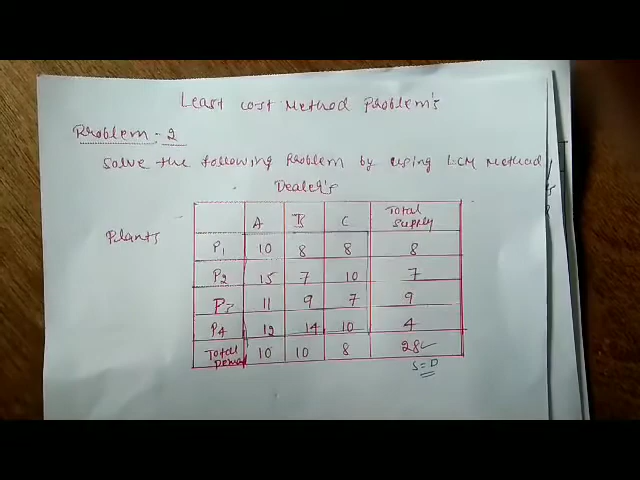 Least cost Method Problem's
Problem - 2
Solve the following Problem by using LCM Method
Dealer's
Plants
A B C Total Supply
P1 10 8 8 8
P2 15 7 10 7
P3 11 9 7 9
P4 12 14 10 4
Total Demand 10 10 8 28
S=D